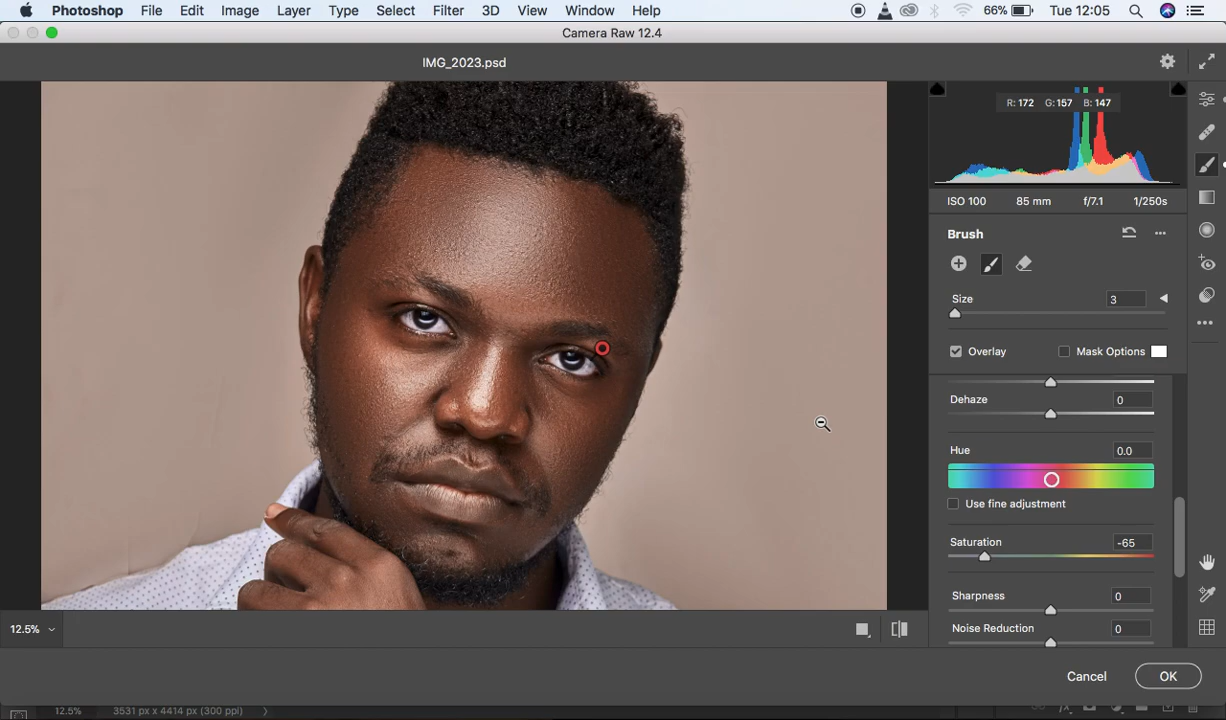 Photoshop File Edit Image Layer Type Select Filter 3D View Window Help 66% Tue 12:05
Camera Raw 12.4
IMG_2023.psd
R: 172 G: 157 B: 147
ISO 100 85 mm f/7.1 1/250s
Brush
Size 3
Overlay Mask Options
Dehaze 0
Hue 0.0
Use fine adjustment
Saturation -65
Sharpness 0
Noise Reduction 0
12.5%
Cancel OK
12.5% 3531 px x 4414 px (300 ppi)